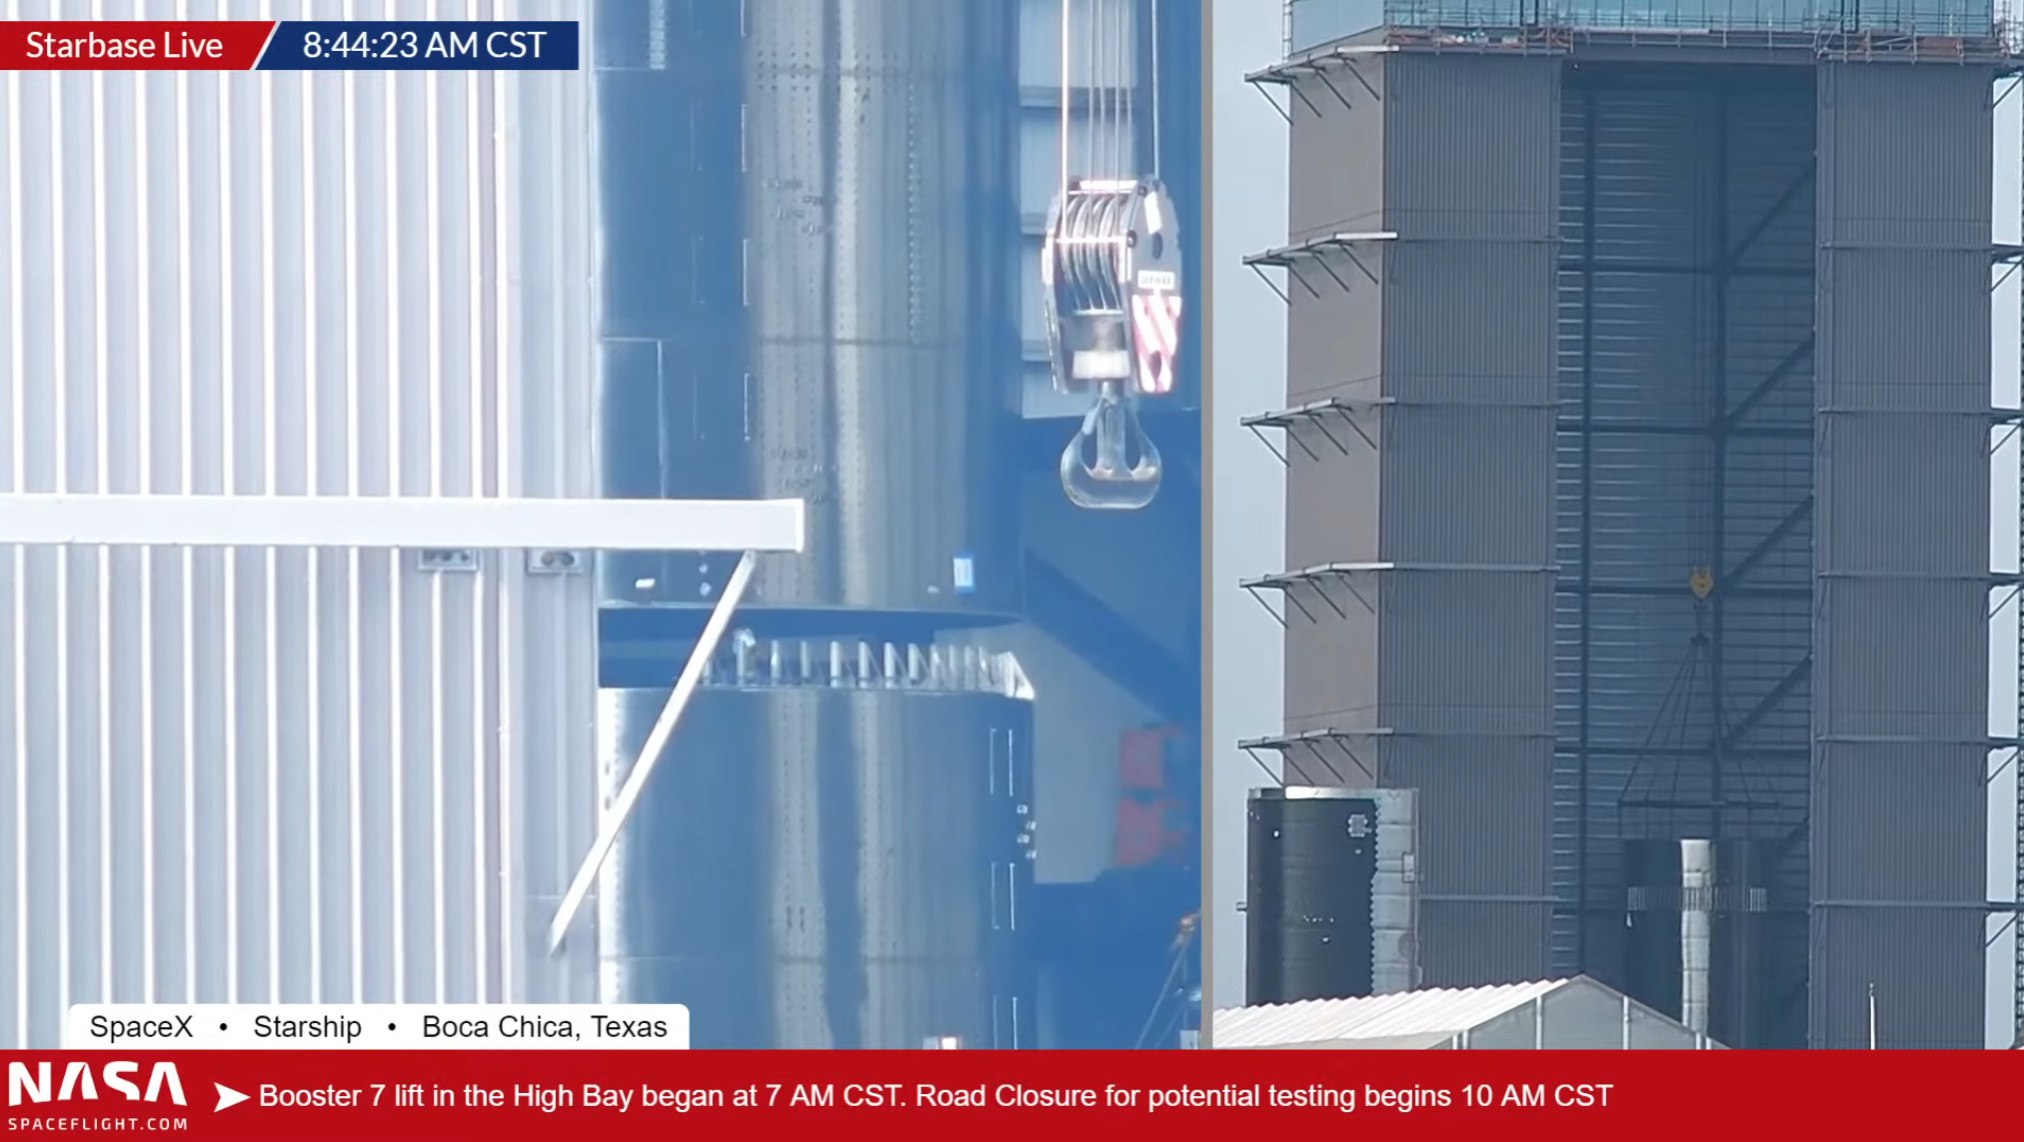 Starbase Live
8:44:23 AM CST
SpaceX • Starship • Boca Chica, Texas
NASA
SPACEFLIGHT.COM
Booster 7 lift in the High Bay began at 7 AM CST. Road Closure for potential testing begins 10 AM CST